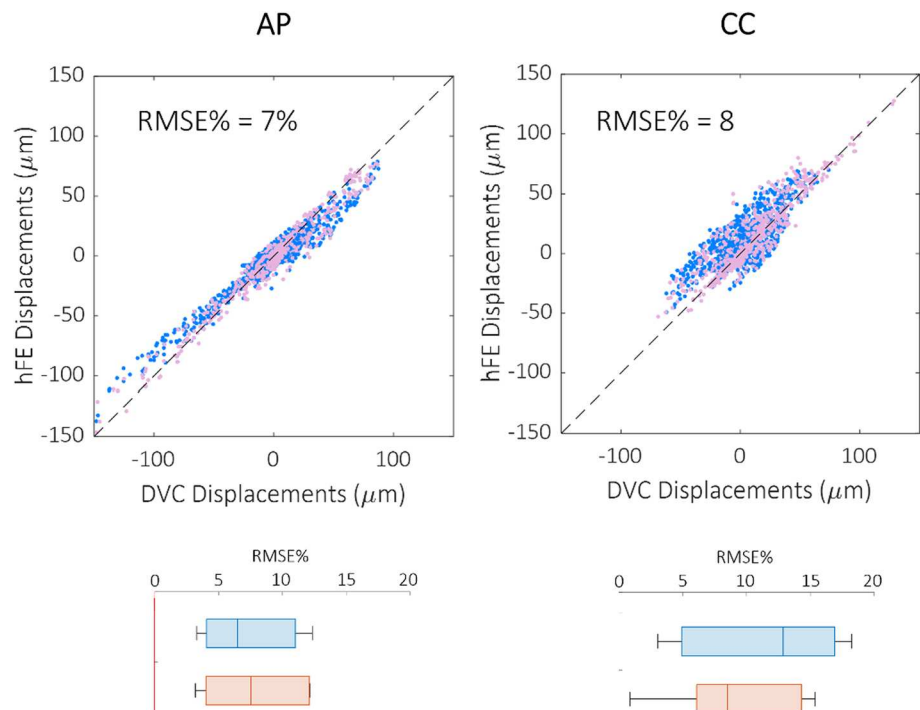 AP
CC
150
100
50
0
-50
-100
-150
RMSE% = 7%
hFE Displacements (μm)
-100
0
100
DVC Displacements (μm)
150
100
50
0
-50
-100
-150
RMSE% = 8
hFE Displacements (μm)
-100
0
100
DVC Displacements (μm)
RMSE%
0 5 10 15 20
RMSE%
0 5 10 15 20